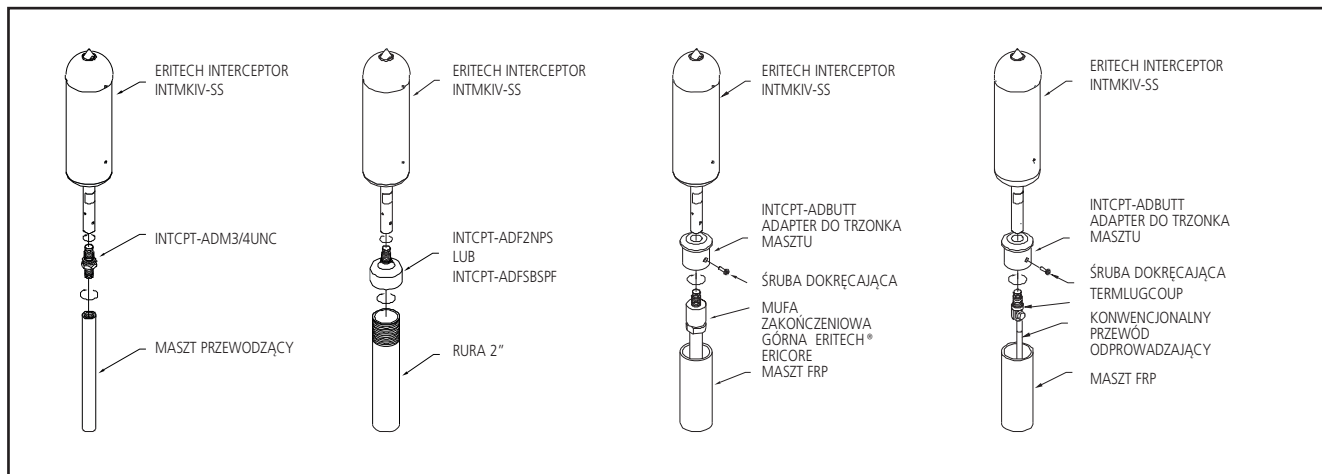 ERITECH INTERCEPTOR
INTMKIV-SS
INTCPT-ADM3/4UNC
MASZT PRZEWODZĄCY
ERITECH INTERCEPTOR
INTMKIV-SS
INTCPT-ADF2NPS
LUB
INTCPT-ADFSBSPF
RURA 2”
ERITECH INTERCEPTOR
INTMKIV-SS
INTCPT-ADBUTT
ADAPTER DO TRZONKA
MASZTU
ŚRUBA DOKRĘCAJĄCA
MUFA
ZAKOŃCZENIOWA
GÓRNA ERITECH®
ERICORE
MASZT FRP
ERITECH INTERCEPTOR
INTMKIV-SS
INTCPT-ADBUTT
ADAPTER DO TRZONKA
MASZTU
ŚRUBA DOKRĘCAJĄCA
TERMLUGCOUP
KONWENCJONALNY
PRZEWÓD
ODPROWADZAJĄCY
MASZT FRP